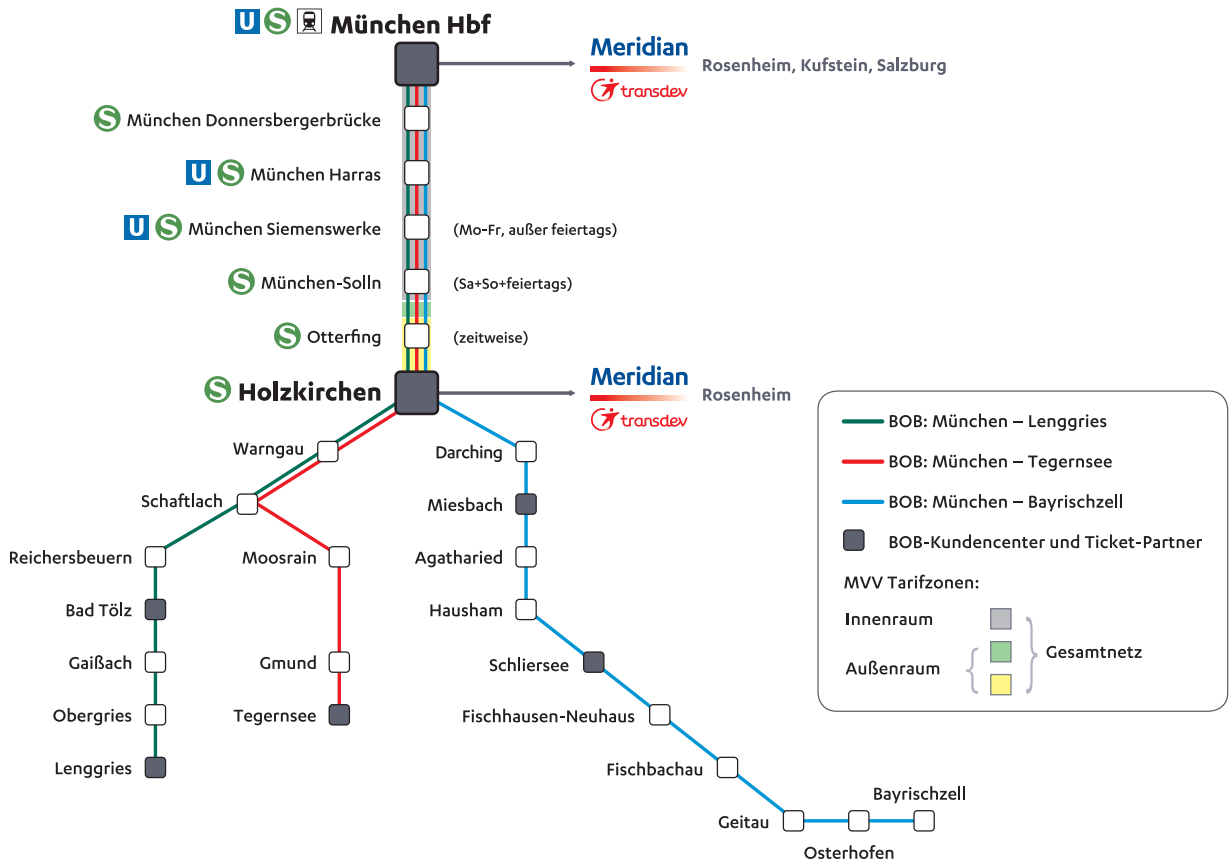 U S München Hbf
Meridian
transdev
Rosenheim, Kufstein, Salzburg
S München Donnersbergerbrücke
U S München Harras
U S München Siemenswerke (Mo-Fr, außer feiertags)
S München-Solln (Sa+So+feiertags)
S Otterfing (zeitweise)
S Holzkirchen
Meridian
transdev
Rosenheim
Warngau
Schaftlach
Reichersbeuern
Bad Tölz
Gaißach
Obergries
Lenggries
Moosrain
Gmund
Tegernsee
Darching
Miesbach
Agatharied
Hausham
Schliersee
Fischhausen-Neuhaus
Fischbachau
Geitau
Osterhofen
Bayrischzell
BOB: München – Lenggries
BOB: München – Tegernsee
BOB: München – Bayrischzell
BOB-Kundencenter und Ticket-Partner
MVV Tarifzonen:
Innenraum
Außenraum
Gesamtnetz